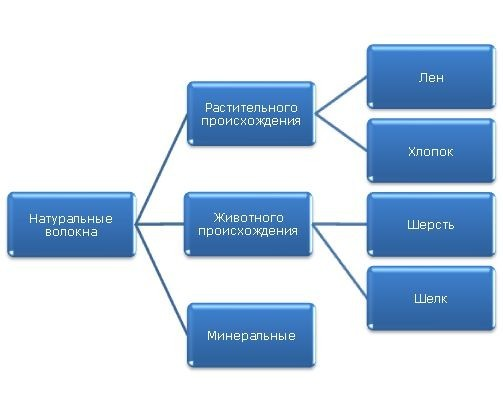 Натуральные
волокна
Растительного
происхождения
Лен
Хлопок
Животного
происхождения
Шерсть
Шелк
Минеральные